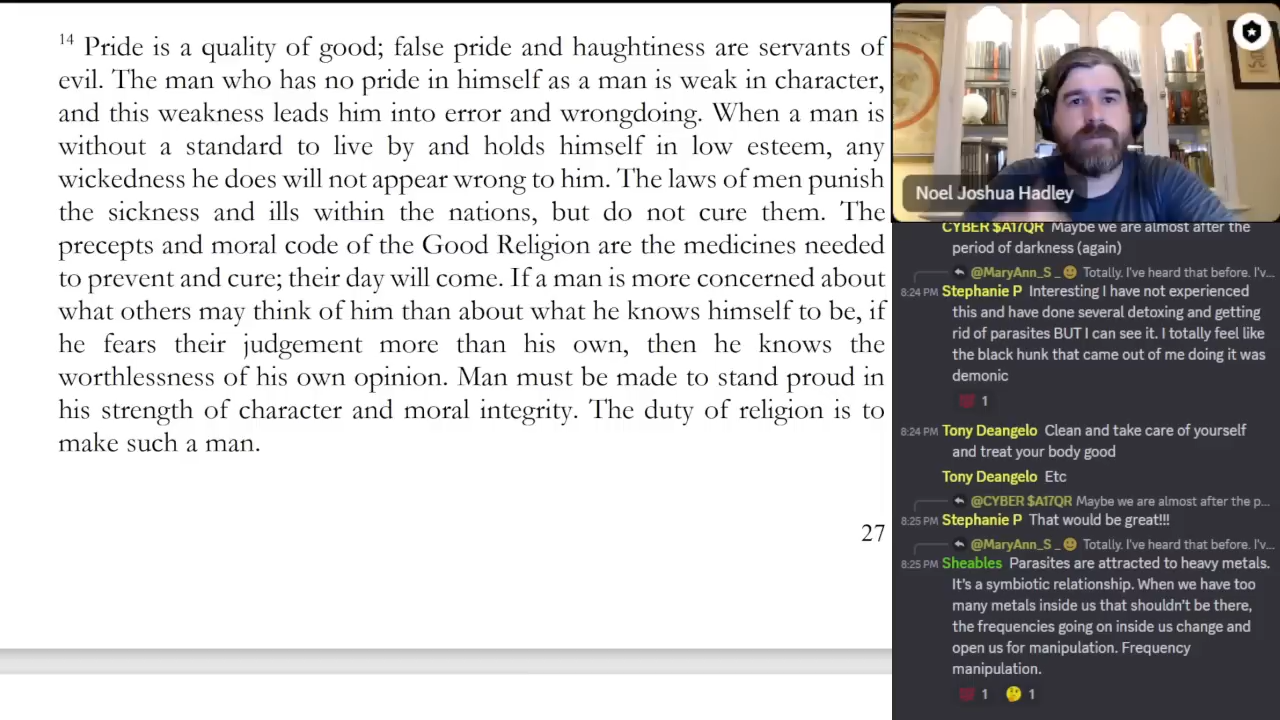 14 Pride is a quality of good; false pride and haughtiness are servants of
evil. The man who has no pride in himself as a man is weak in character,
and this weakness leads him into error and wrongdoing. When a man is
without a standard to live by and holds himself in low esteem, any
wickedness he does will not appear wrong to him. The laws of men punish
the sickness and ills within the nations, but do not cure them. The
precepts and moral code of the Good Religion are the medicines needed
to prevent and cure; their day will come. If a man is more concerned about
what others may think of him than about what he knows himself to be, if
he fears their judgement more than his own, then he knows the
worthlessness of his own opinion. Man must be made to stand proud in
his strength of character and moral integrity. The duty of religion is to
make such a man.
27
Noel Joshua Hadley
CYBER $A17QR Maybe we are almost after the
period of darkness (again)
@MaryAnn_S_ Totally. I've heard that before. I'v...
8:24 PM Stephanie P Interesting I have not experienced
this and have done several detoxing and getting
rid of parasites BUT I can see it. I totally feel like
the black hunk that came out of me doing it was
demonic
1
8:24 PM Tony Deangelo Clean and take care of yourself
and treat your body good
Tony Deangelo Etc
@CYBER $A17QR Maybe we are almost after the p...
8:25 PM Stephanie P That would be great!!!
@MaryAnn_S_ Totally. I've heard that before. I'v...
8:25 PM Sheables Parasites are attracted to heavy metals.
It's a symbiotic relationship. When we have too
many metals inside us that shouldn't be there,
the frequencies going on inside us change and
open us for manipulation. Frequency
manipulation.
1 1